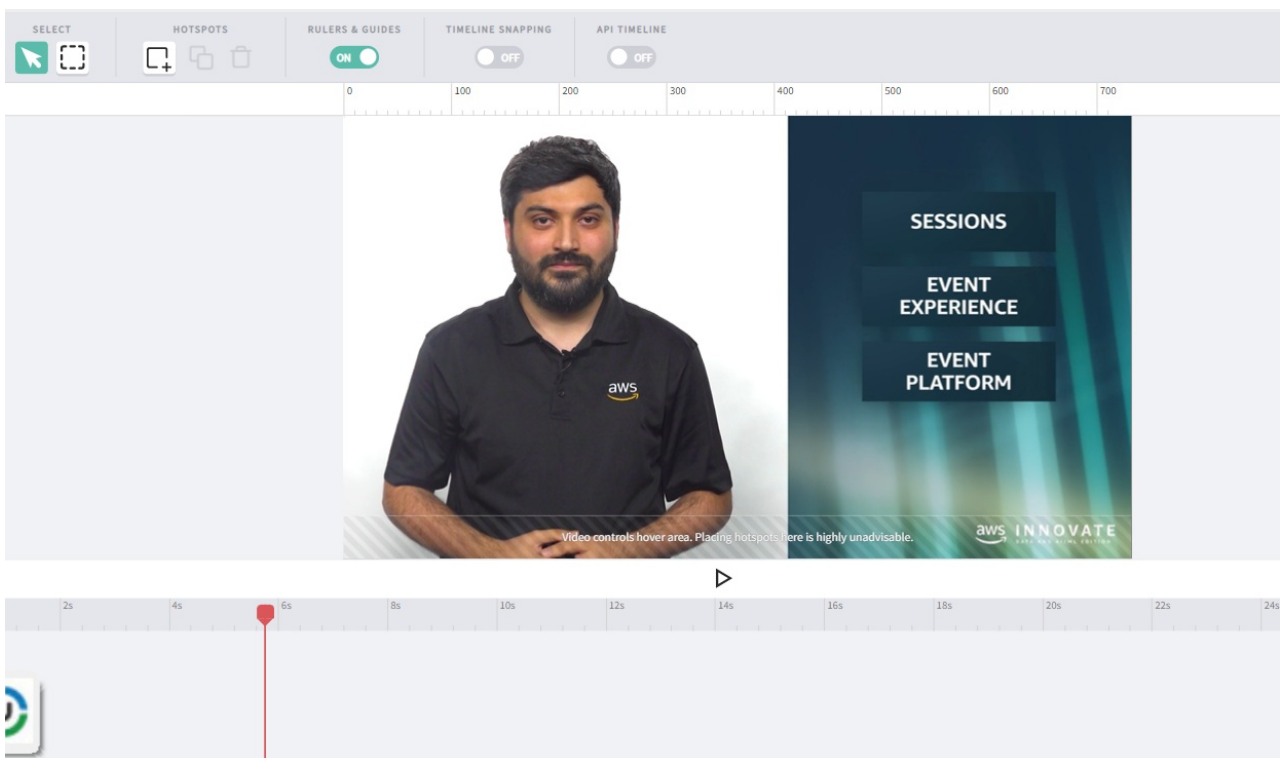 SELECT HOTSPOTS RULERS & GUIDES TIMELINE SNAPPING API TIMELINE
ON OFF OFF
0 100 200 300 400 500 600 700
SESSIONS
EVENT
EXPERIENCE
EVENT
PLATFORM
aws
Video controls hover area. Placing hotspots here is highly unadvisable.
aws INNOVATE
2s 4s 6s 8s 10s 12s 14s 16s 18s 20s 22s 24s